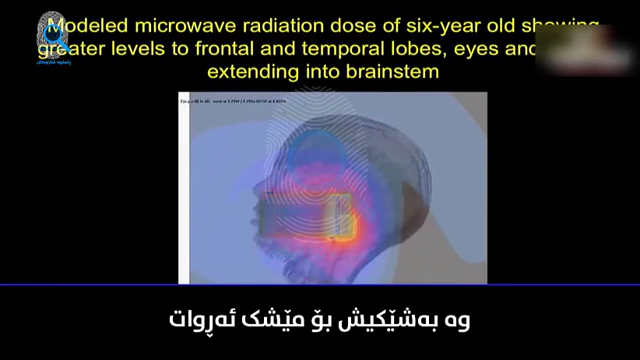 Modeled microwave radiation dose of six-year old showing
greater levels to frontal and temporal lobes, eyes and
extending into brainstem
وە بەشێکیش بۆ مێشک ئەڕوات